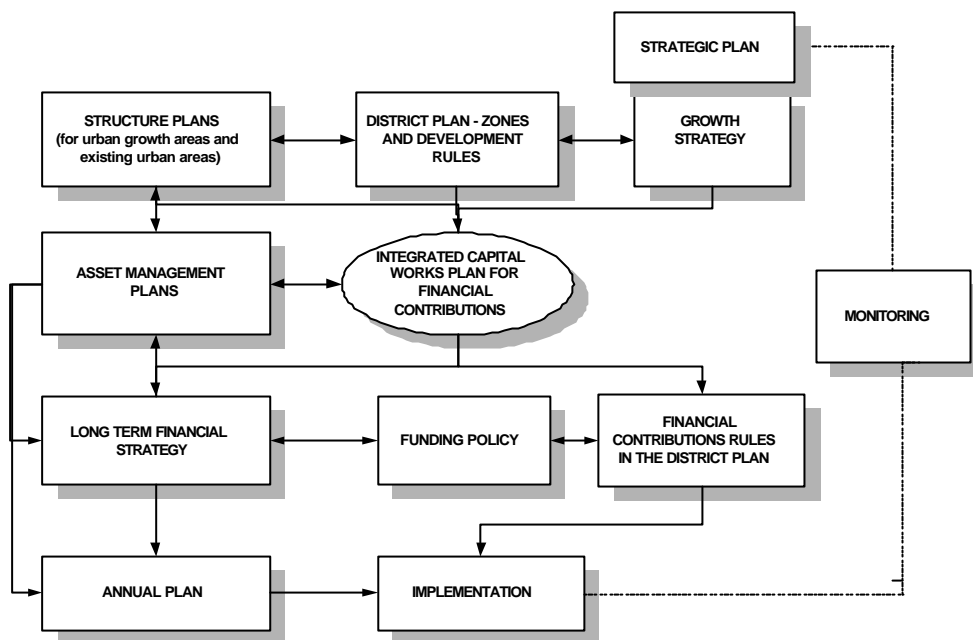 STRATEGIC PLAN
STRUCTURE PLANS
(for urban growth areas and
existing urban areas)
DISTRICT PLAN - ZONES
AND DEVELOPMENT
RULES
GROWTH
STRATEGY
ASSET MANAGEMENT
PLANS
INTEGRATED CAPITAL
WORKS PLAN FOR
FINANCIAL
CONTRIBUTIONS
MONITORING
LONG TERM FINANCIAL
STRATEGY
FUNDING POLICY
FINANCIAL
CONTRIBUTIONS RULES
IN THE DISTRICT PLAN
ANNUAL PLAN
IMPLEMENTATION